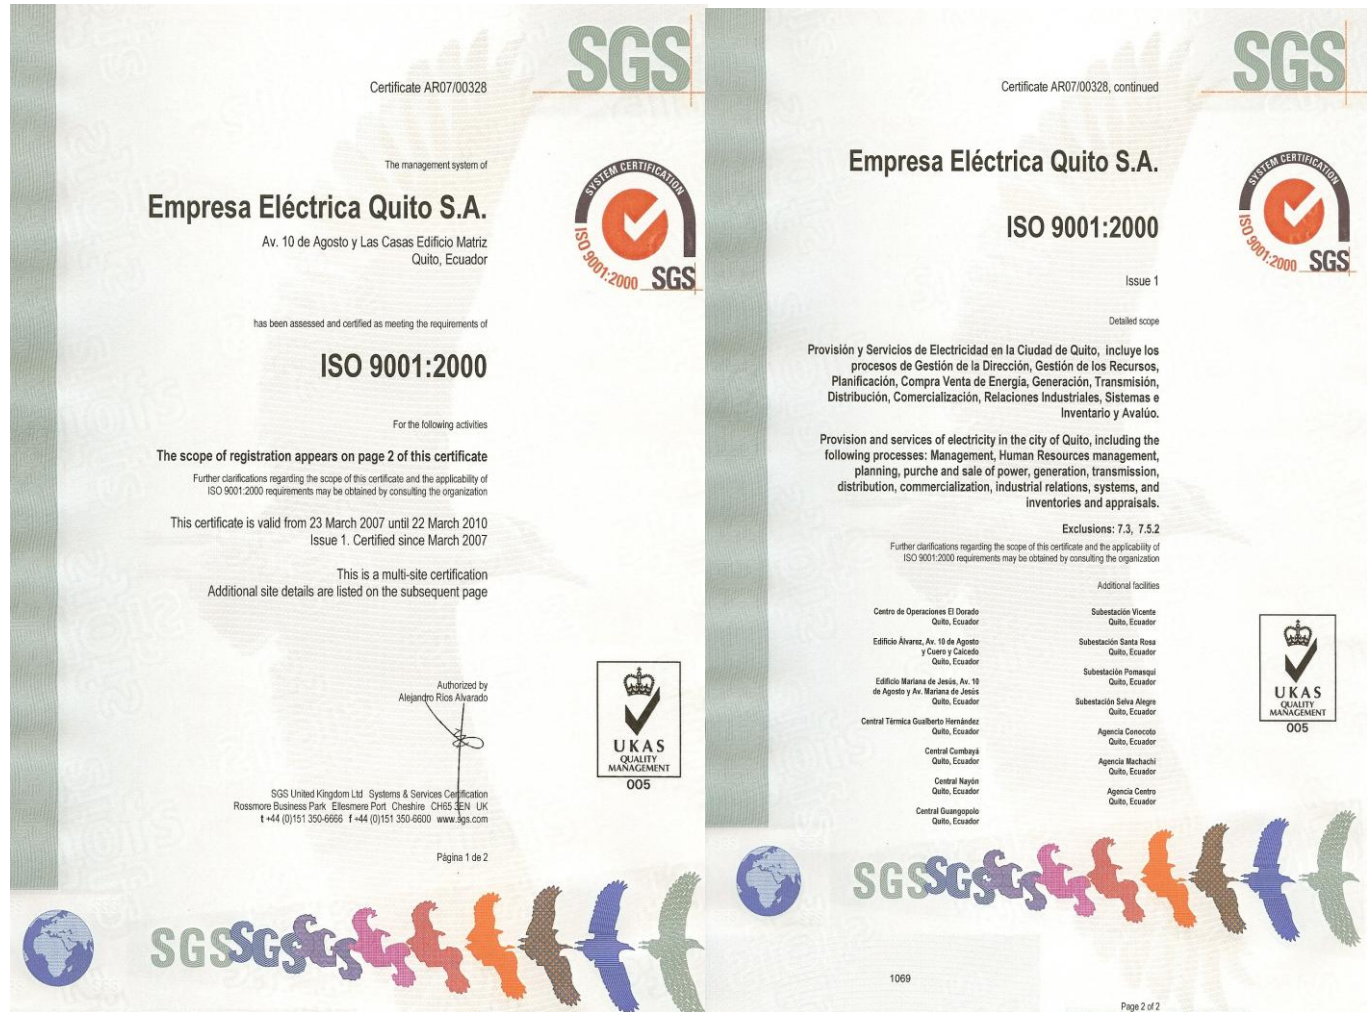 SGS
Certificate AR07/00328
The management system of
Empresa Eléctrica Quito S.A.
Av. 10 de Agosto y Las Casas Edificio Matriz
Quito, Ecuador
has been assessed and certified as meeting the requirements of
ISO 9001:2000
For the following activities
The scope of registration appears on page 2 of this certificate
Further clarifications regarding the scope of this certificate and the applicability of
ISO 9001:2000 requirements may be obtained by consulting the organization
This certificate is valid from 23 March 2007 until 22 March 2010
Issue 1. Certified since March 2007
This is a multi-site certification
Additional site details are listed on the subsequent page
Authorized by
Alejandro Rios Alvarado
SGS United Kingdom Ltd Systems & Services Certification
Rossmore Business Park Ellesmere Port Cheshire CH65 3EN UK
t +44 (0)151 350-6666 f +44 (0)151 350-6600 www.sgs.com
Página 1 de 2
SYSTEM CERTIFICATION
ISO 9001:2000
SGS
UKAS
QUALITY
MANAGEMENT
005
SGS SGS SGS
SGS
Certificate AR07/00328, continued
Empresa Eléctrica Quito S.A.
ISO 9001:2000
Issue 1
Detailed scope
Provisión y Servicios de Electricidad en la Ciudad de Quito, incluye los
procesos de Gestión de la Dirección, Gestión de los Recursos,
Planificación, Compra Venta de Energía, Generación, Transmisión,
Distribución, Comercialización, Relaciones Industriales, Sistemas e
Inventario y Avalúo.
Provision and services of electricity in the city of Quito, including the
following processes: Management, Human Resources management,
planning, purche and sale of power, generation, transmission,
distribution, commercialization, industrial relations, systems, and
inventories and appraisals.
Exclusions: 7.3, 7.5.2
Further clarifications regarding the scope of this certificate and the applicability of
ISO 9001:2000 requirements may be obtained by consulting the organization
Additional facilities
Centro de Operaciones El Dorado
Quito, Ecuador
Edificio Álvarez, Av. 10 de Agosto
y Cuero y Caicedo
Quito, Ecuador
Edificio Mariana de Jesús, Av. 10
de Agosto y Av. Mariana de Jesús
Quito, Ecuador
Central Térmica Gualberto Hernández
Quito, Ecuador
Central Cumbayá
Quito, Ecuador
Central Nayón
Quito, Ecuador
Central Guangopolo
Quito, Ecuador
Subestación Vicente
Quito, Ecuador
Subestación Santa Rosa
Quito, Ecuador
Subestación Pomasqui
Quito, Ecuador
Subestación Selva Alegre
Quito, Ecuador
Agencia Conocoto
Quito, Ecuador
Agencia Machachi
Quito, Ecuador
Agencia Centro
Quito, Ecuador
SYSTEM CERTIFICATION
ISO 9001:2000
SGS
UKAS
QUALITY
MANAGEMENT
005
SGS SGS SGS
1069
Page 2 of 2